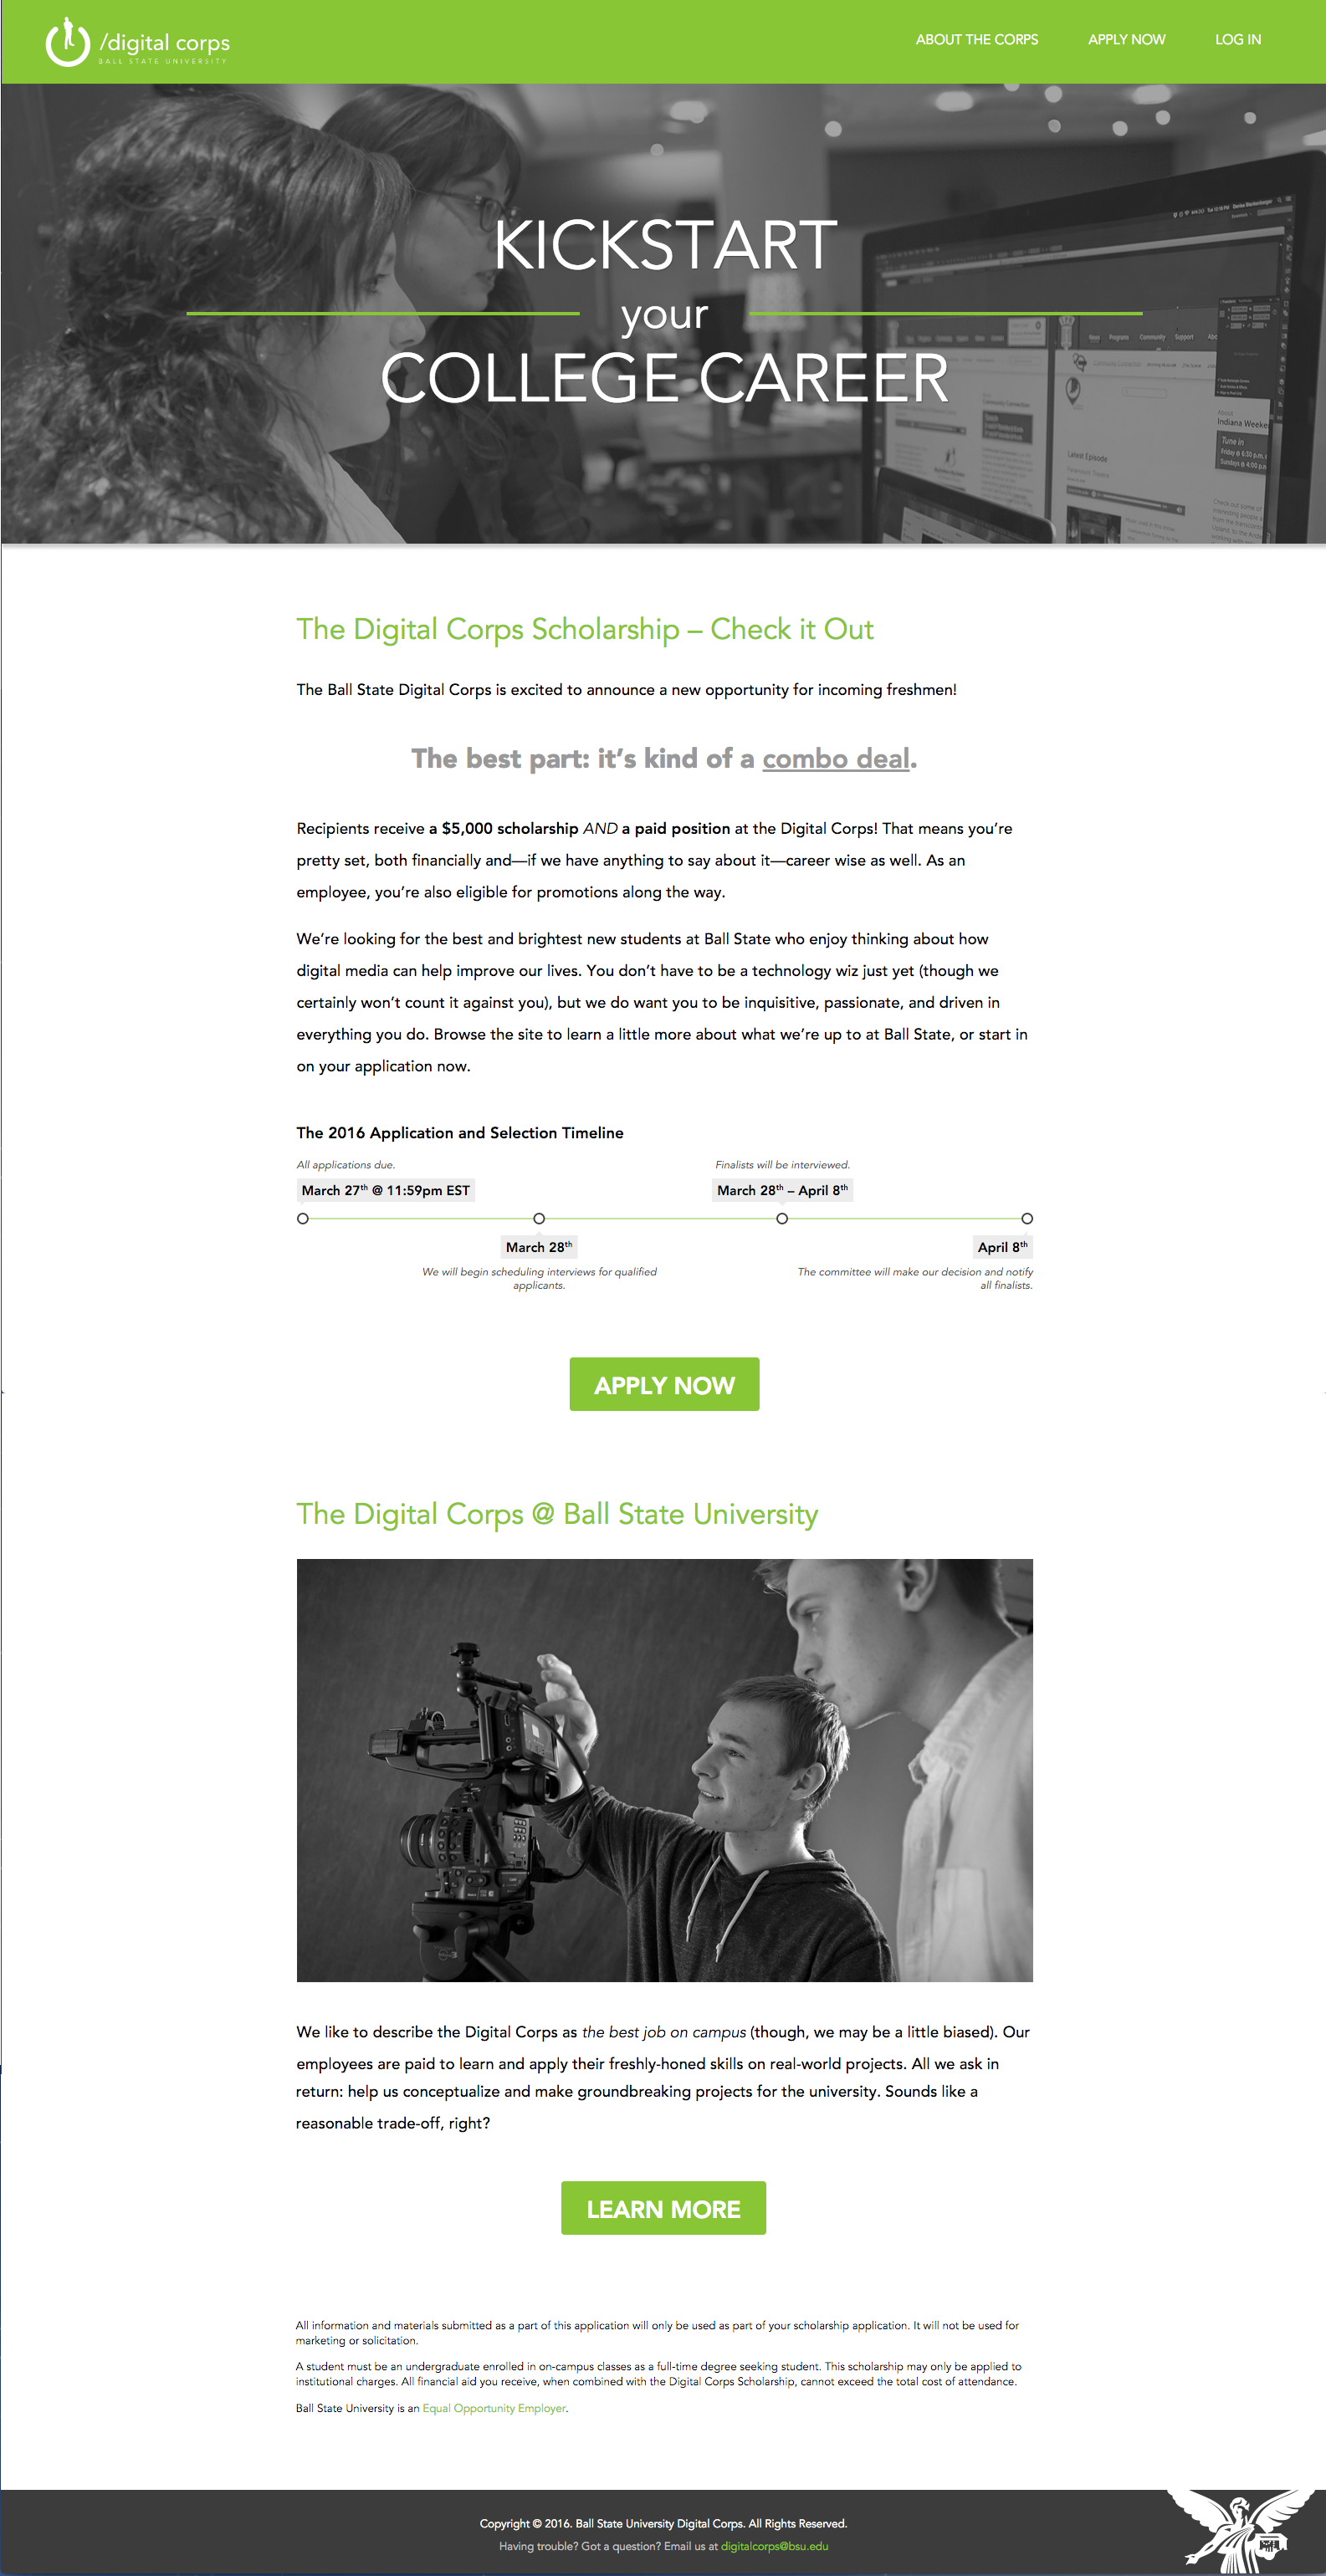 /digital corps
BALL STATE UNIVERSITY
ABOUT THE CORPS
APPLY NOW
LOG IN
KICKSTART
your
COLLEGE CAREER
Latest Episode
About
Indiana Weeke
Tune in
Friday @ 6:30 p.m.
Sundays @ 4:00 p.m
The Digital Corps Scholarship – Check it Out
The Ball State Digital Corps is excited to announce a new opportunity for incoming freshmen!
The best part: it’s kind of a combo deal.
Recipients receive a $5,000 scholarship AND a paid position at the Digital Corps! That means you’re
pretty set, both financially and—if we have anything to say about it—career wise as well. As an
employee, you’re also eligible for promotions along the way.
We’re looking for the best and brightest new students at Ball State who enjoy thinking about how
digital media can help improve our lives. You don’t have to be a technology wiz just yet (though we
certainly won’t count it against you), but we do want you to be inquisitive, passionate, and driven in
everything you do. Browse the site to learn a little more about what we’re up to at Ball State, or start in
on your application now.
The 2016 Application and Selection Timeline
All applications due.
March 27th @ 11:59pm EST
Finalists will be interviewed.
March 28th – April 8th
March 28th
We will begin scheduling interviews for qualified
applicants.
April 8th
The committee will make our decision and notify
all finalists.
APPLY NOW
The Digital Corps @ Ball State University
We like to describe the Digital Corps as the best job on campus (though, we may be a little biased). Our
employees are paid to learn and apply their freshly-honed skills on real-world projects. All we ask in
return: help us conceptualize and make groundbreaking projects for the university. Sounds like a
reasonable trade-off, right?
LEARN MORE
All information and materials submitted as a part of this application will only be used as part of your scholarship application. It will not be used for
marketing or solicitation.
A student must be an undergraduate enrolled in on-campus classes as a full-time degree seeking student. This scholarship may only be applied to
institutional charges. All financial aid you receive, when combined with the Digital Corps Scholarship, cannot exceed the total cost of attendance.
Ball State University is an Equal Opportunity Employer.
Copyright © 2016. Ball State University Digital Corps. All Rights Reserved.
Having trouble? Got a question? Email us at digitalcorps@bsu.edu